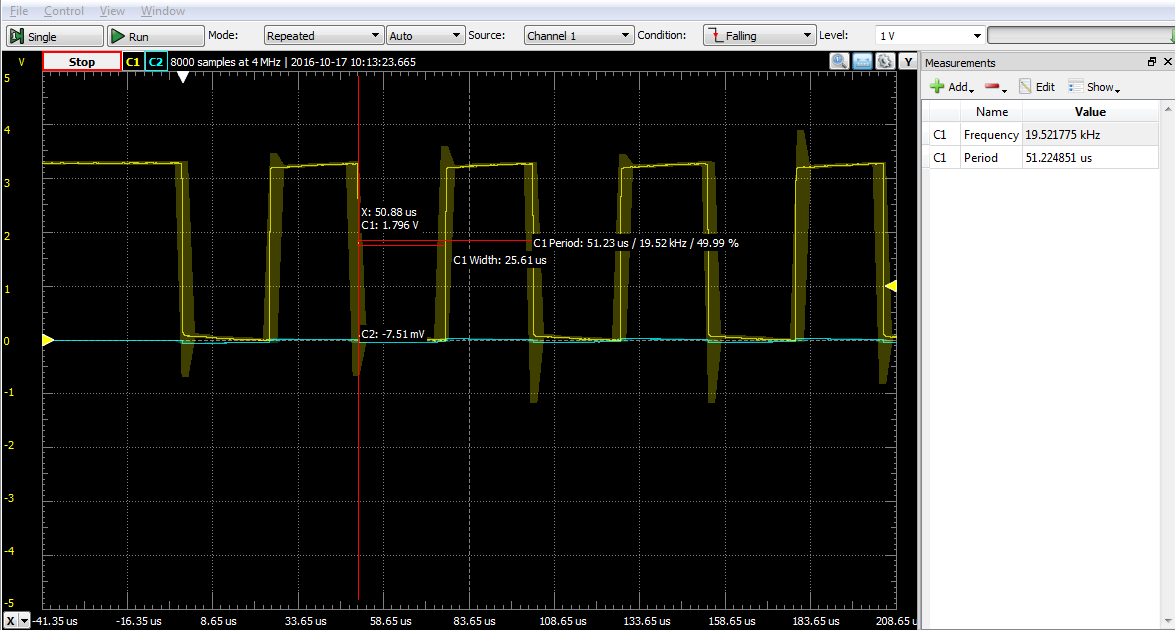 File Control View Window
Single Run Mode: Repeated Auto Source: Channel 1 Condition: Falling Level: 1 V
V Stop C1 C2 8000 samples at 4 MHz | 2016-10-17 10:13:23.665 Y
Measurements
Add Edit Show
Name Value
C1 Frequency 19.521775 kHz
C1 Period 51.224851 us
5
4
3
2
1
0
-1
-2
-3
-4
-5
X: 50.88 us
C1: 1.796 V
C1 Period: 51.23 us / 19.52 kHz / 49.99 %
C1 Width: 25.61 us
C2: -7.51 mV
X -41.35 us -16.35 us 8.65 us 33.65 us 58.65 us 83.65 us 108.65 us 133.65 us 158.65 us 183.65 us 208.65 us